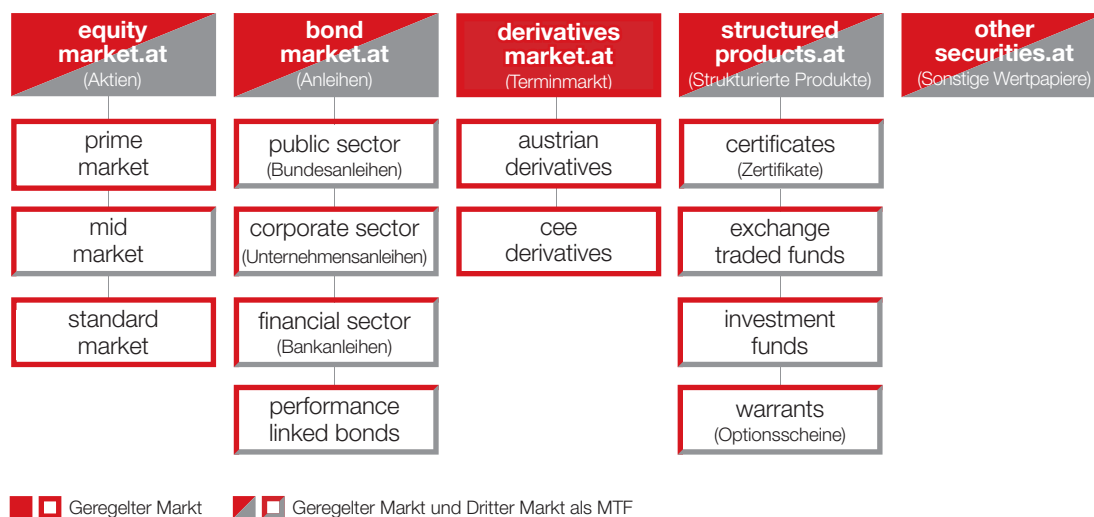 equity
market.at
(Aktien)
prime
market
mid
market
standard
market
bond
market.at
(Anleihen)
public sector
(Bundesanleihen)
corporate sector
(Unternehmensanleihen)
financial sector
(Bankanleihen)
performance
linked bonds
derivatives
market.at
(Terminmarkt)
austrian
derivatives
cee
derivatives
structured
products.at
(Strukturierte Produkte)
certificates
(Zertifikate)
exchange
traded funds
investment
funds
warrants
(Optionsscheine)
other
securities.at
(Sonstige Wertpapiere)
Geregelter Markt
Geregelter Markt und Dritter Markt als MTF